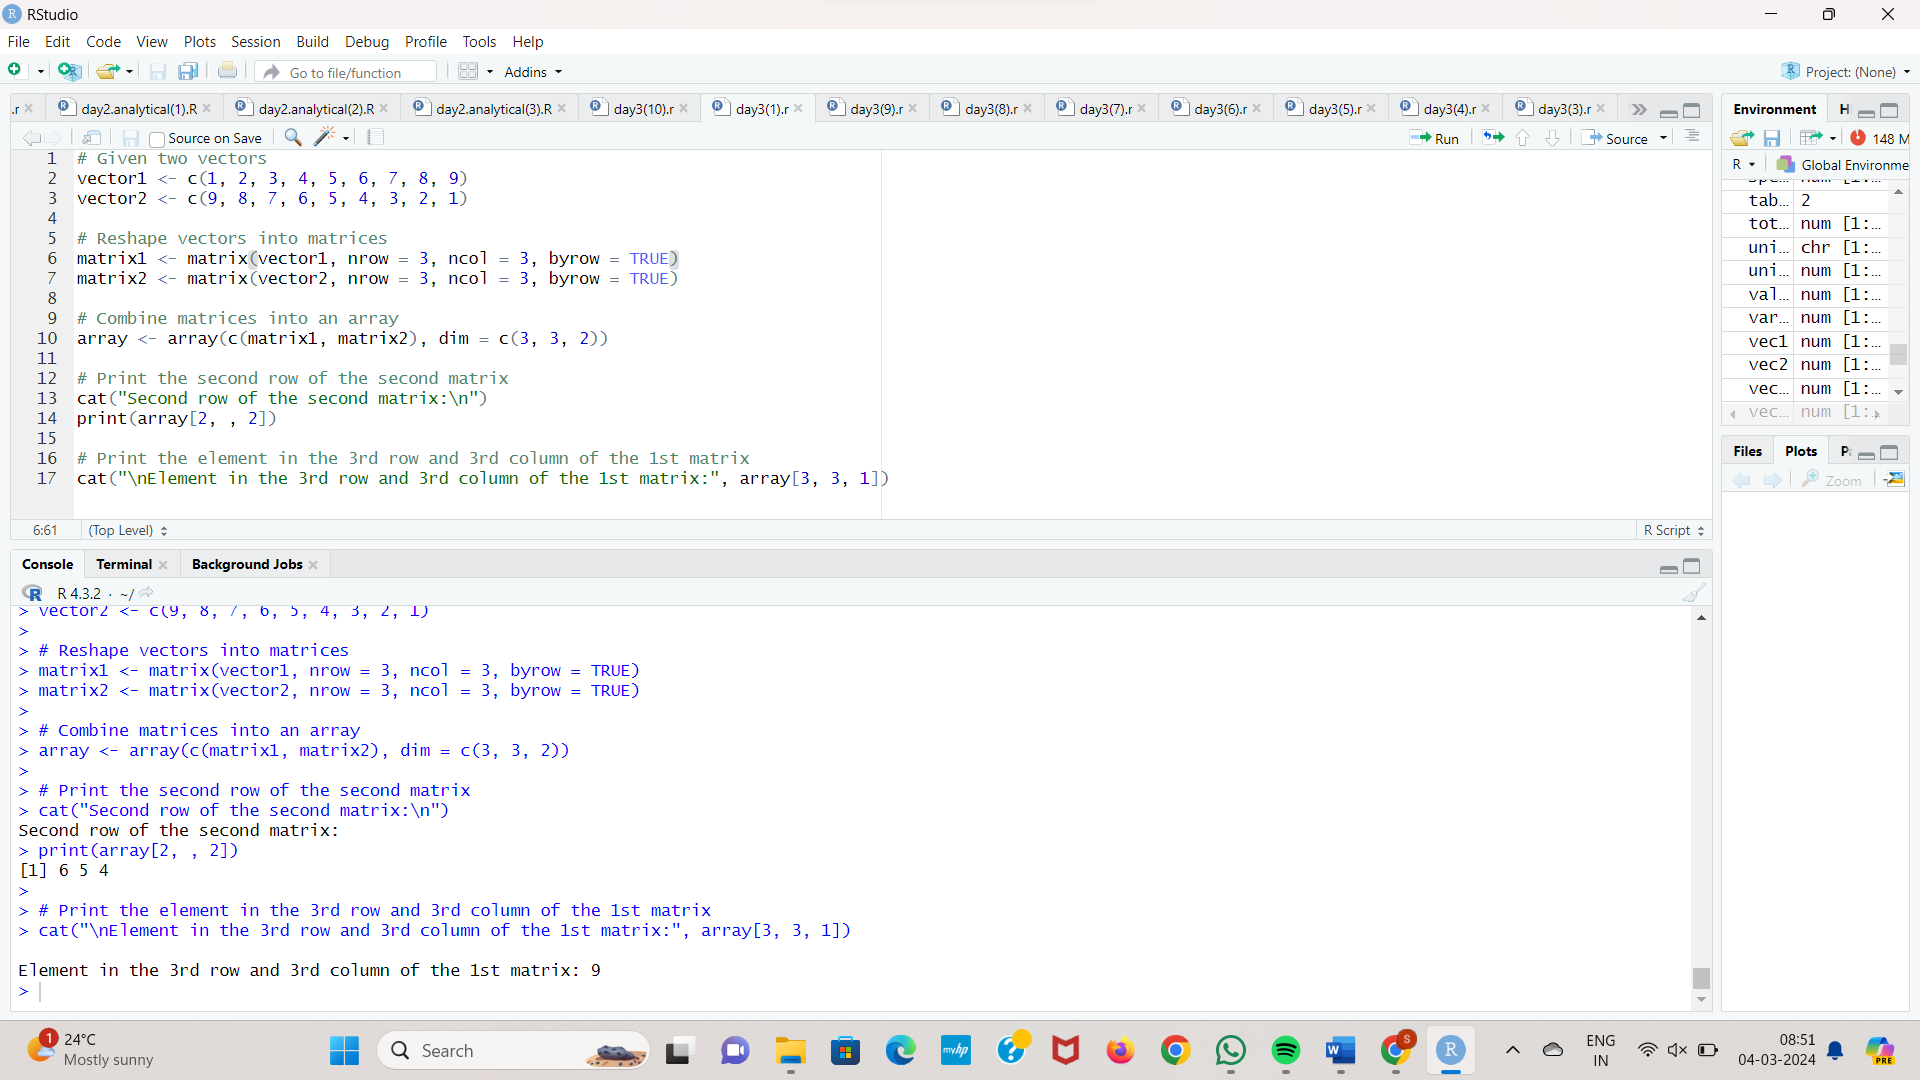 RStudio
File Edit Code View Plots Session Build Debug Profile Tools Help
Go to file/function Addins Project: (None)
.r day2.analytical(1).R day2.analytical(2).R day2.analytical(3).R day3(10).r day3(1).r day3(9).r day3(8).r day3(7).r day3(6).r day3(5).r day3(4).r day3(3).r
Source on Save Run Source
1 # Given two vectors
2 vector1 <- c(1, 2, 3, 4, 5, 6, 7, 8, 9)
3 vector2 <- c(9, 8, 7, 6, 5, 4, 3, 2, 1)
4
5 # Reshape vectors into matrices
6 matrix1 <- matrix(vector1, nrow = 3, ncol = 3, byrow = TRUE)
7 matrix2 <- matrix(vector2, nrow = 3, ncol = 3, byrow = TRUE)
8
9 # Combine matrices into an array
10 array <- array(c(matrix1, matrix2), dim = c(3, 3, 2))
11
12 # Print the second row of the second matrix
13 cat("Second row of the second matrix:\n")
14 print(array[2, , 2])
15
16 # Print the element in the 3rd row and 3rd column of the 1st matrix
17 cat("\nElement in the 3rd row and 3rd column of the 1st matrix:", array[3, 3, 1])
6:61 (Top Level) R Script
Console Terminal Background Jobs
R 4.3.2 · ~/
> vector2 <- c(9, 8, 7, 6, 5, 4, 3, 2, 1)
>
> # Reshape vectors into matrices
> matrix1 <- matrix(vector1, nrow = 3, ncol = 3, byrow = TRUE)
> matrix2 <- matrix(vector2, nrow = 3, ncol = 3, byrow = TRUE)
>
> # Combine matrices into an array
> array <- array(c(matrix1, matrix2), dim = c(3, 3, 2))
>
> # Print the second row of the second matrix
> cat("Second row of the second matrix:\n")
Second row of the second matrix:
> print(array[2, , 2])
[1] 6 5 4
>
> # Print the element in the 3rd row and 3rd column of the 1st matrix
> cat("\nElement in the 3rd row and 3rd column of the 1st matrix:", array[3, 3, 1])
Element in the 3rd row and 3rd column of the 1st matrix: 9
>
Environment H
148 M
R Global Environme
tab… 2
tot… num [1:…
uni… chr [1:…
uni… num [1:…
val… num [1:…
var… num [1:…
vec1 num [1:…
vec2 num [1:…
vec… num [1:…
vec… num [1:
Files Plots P
Zoom
1 24°C
Mostly sunny
Search
myhp
S
ENG
IN
08:51
04-03-2024
PRE